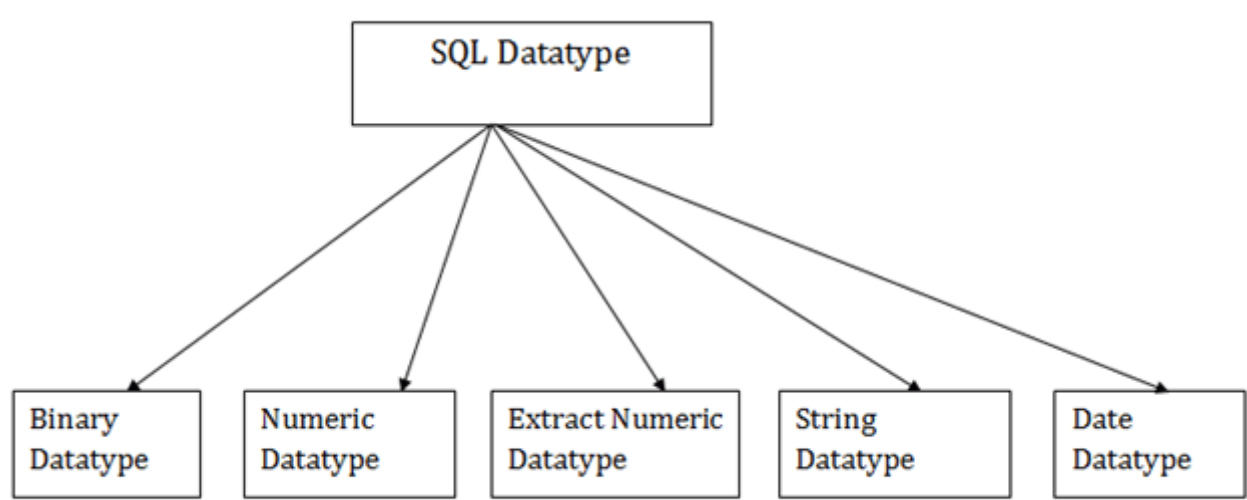 SQL Datatype
Binary
Datatype
Numeric
Datatype
Extract Numeric
Datatype
String
Datatype
Date
Datatype